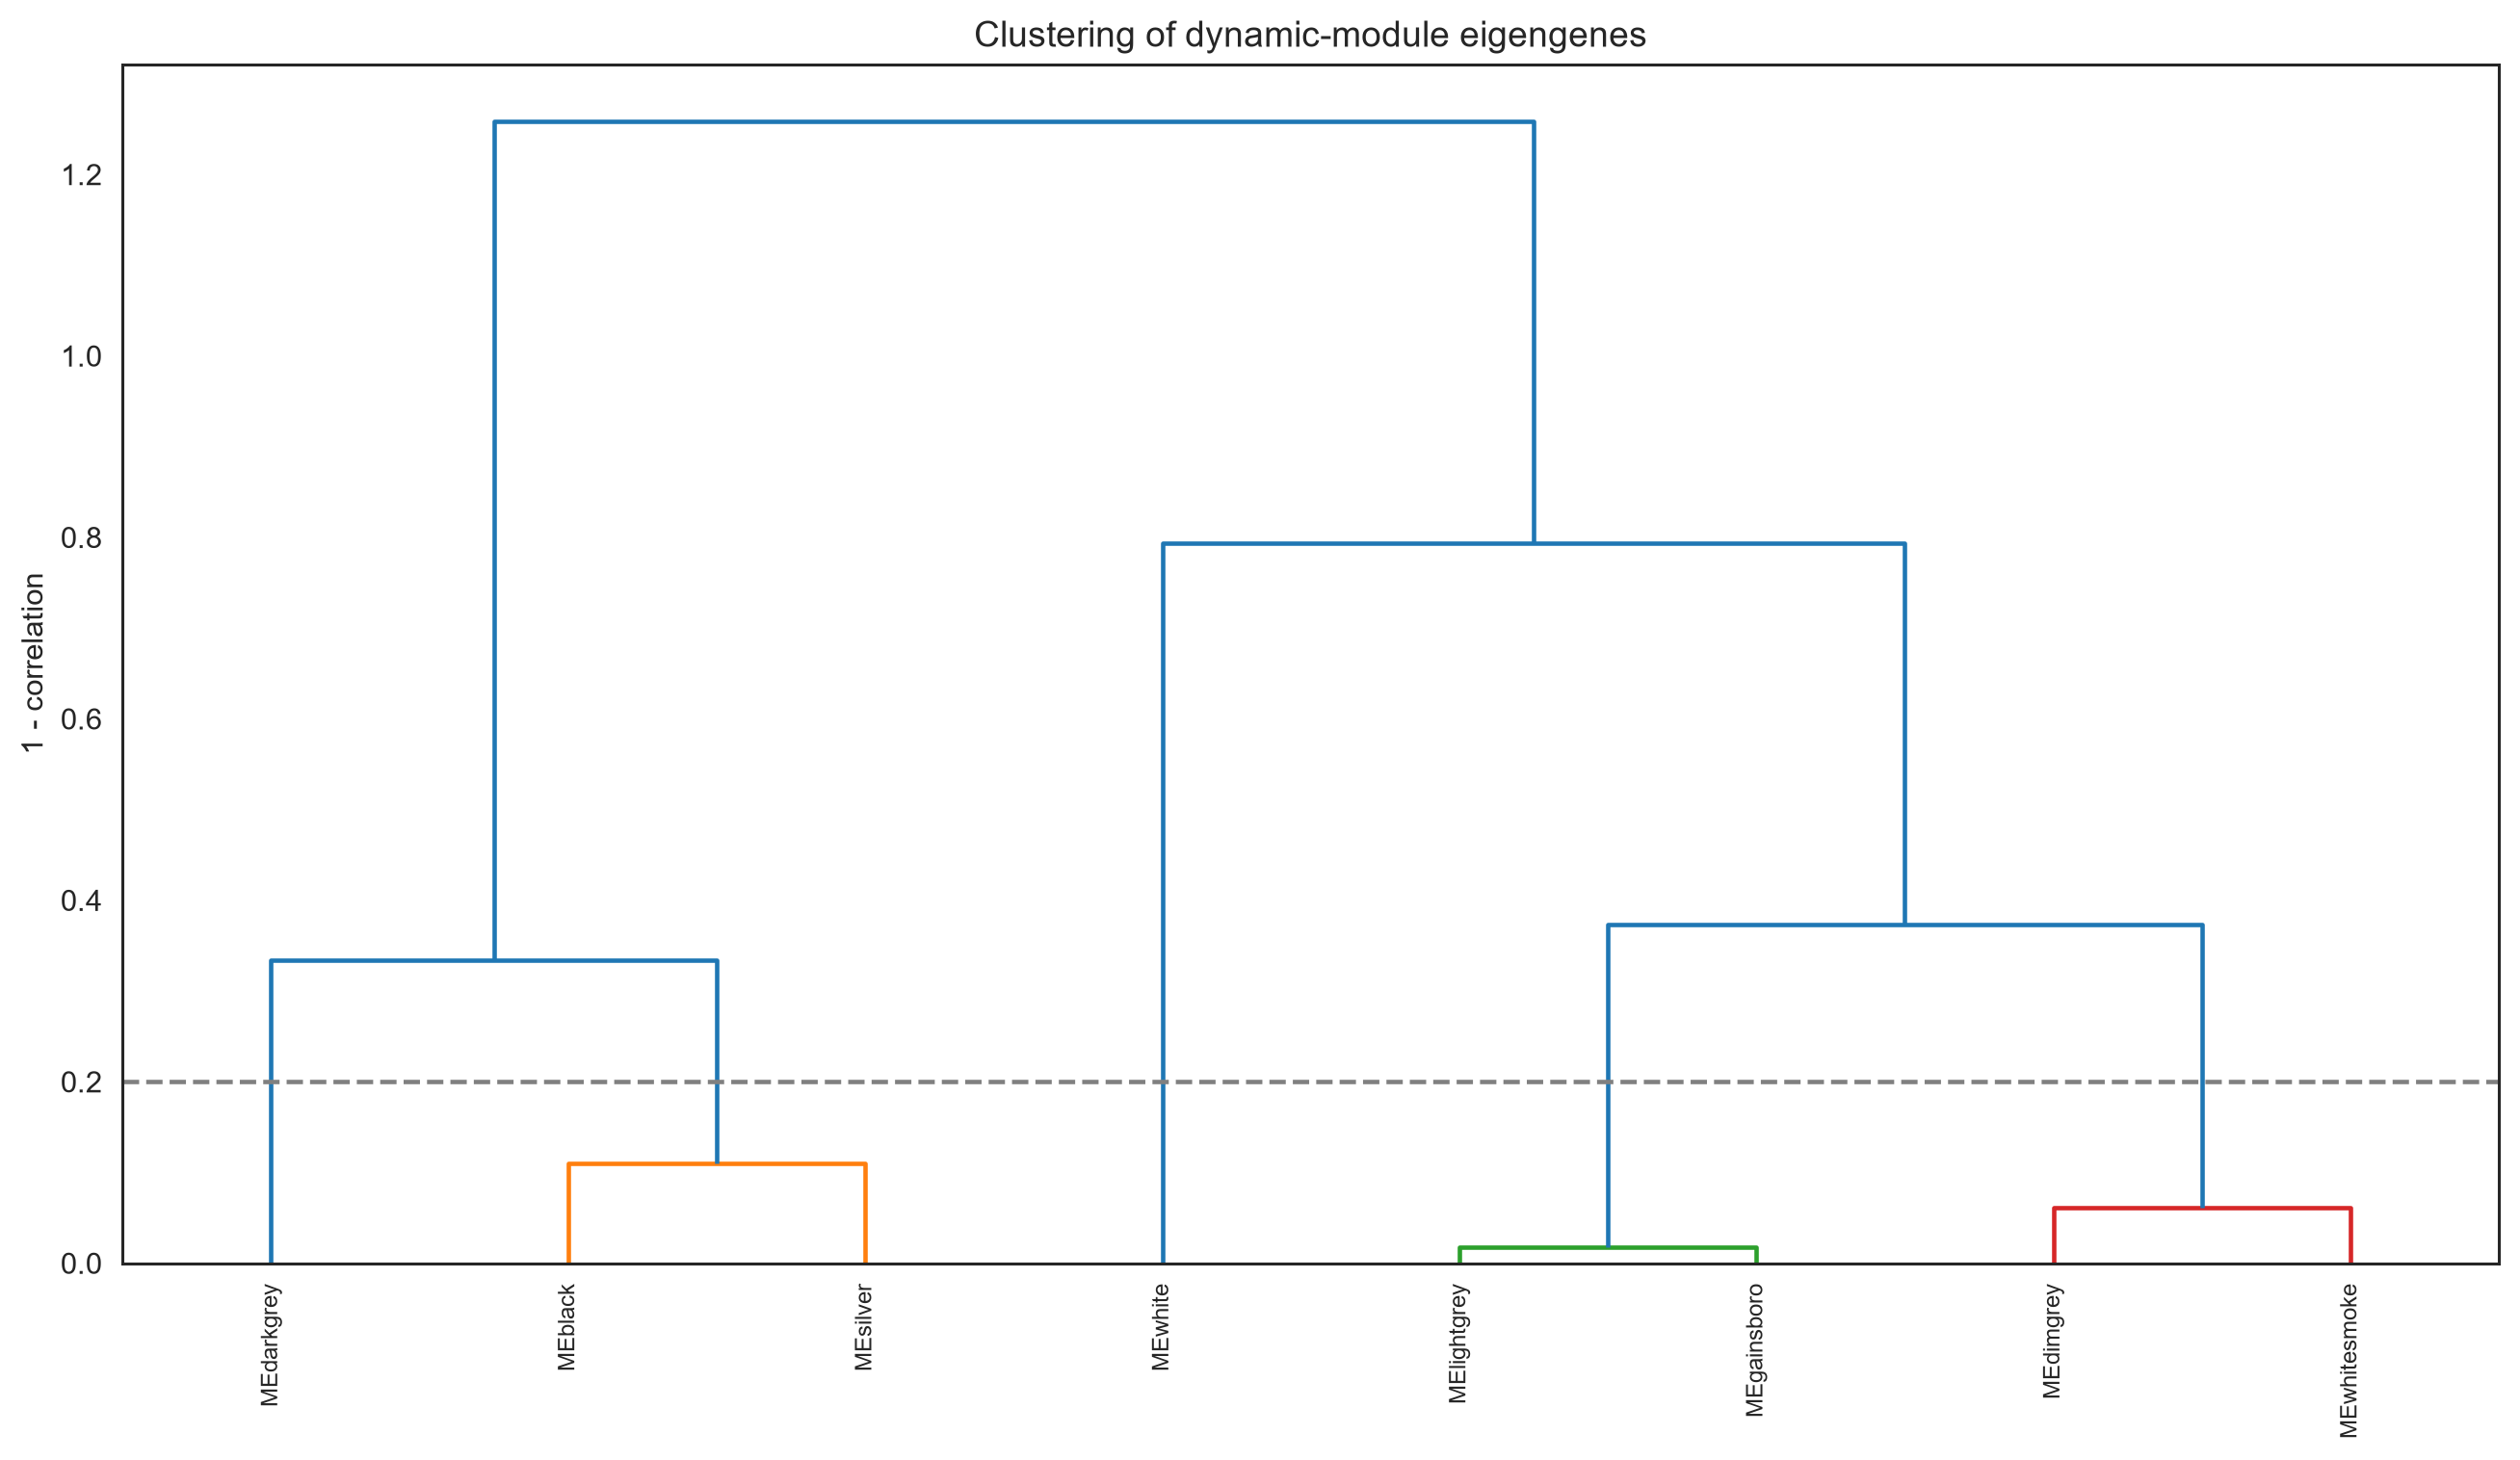 Clustering of dynamic-module eigengenes
1 - correlation
1.2
1.0
0.8
0.6
0.4
0.2
0.0
MEdarkgrey
MEblack
MEsilver
MEwhite
MElightgrey
MEgainsboro
MEdimgrey
MEwhitesmoke